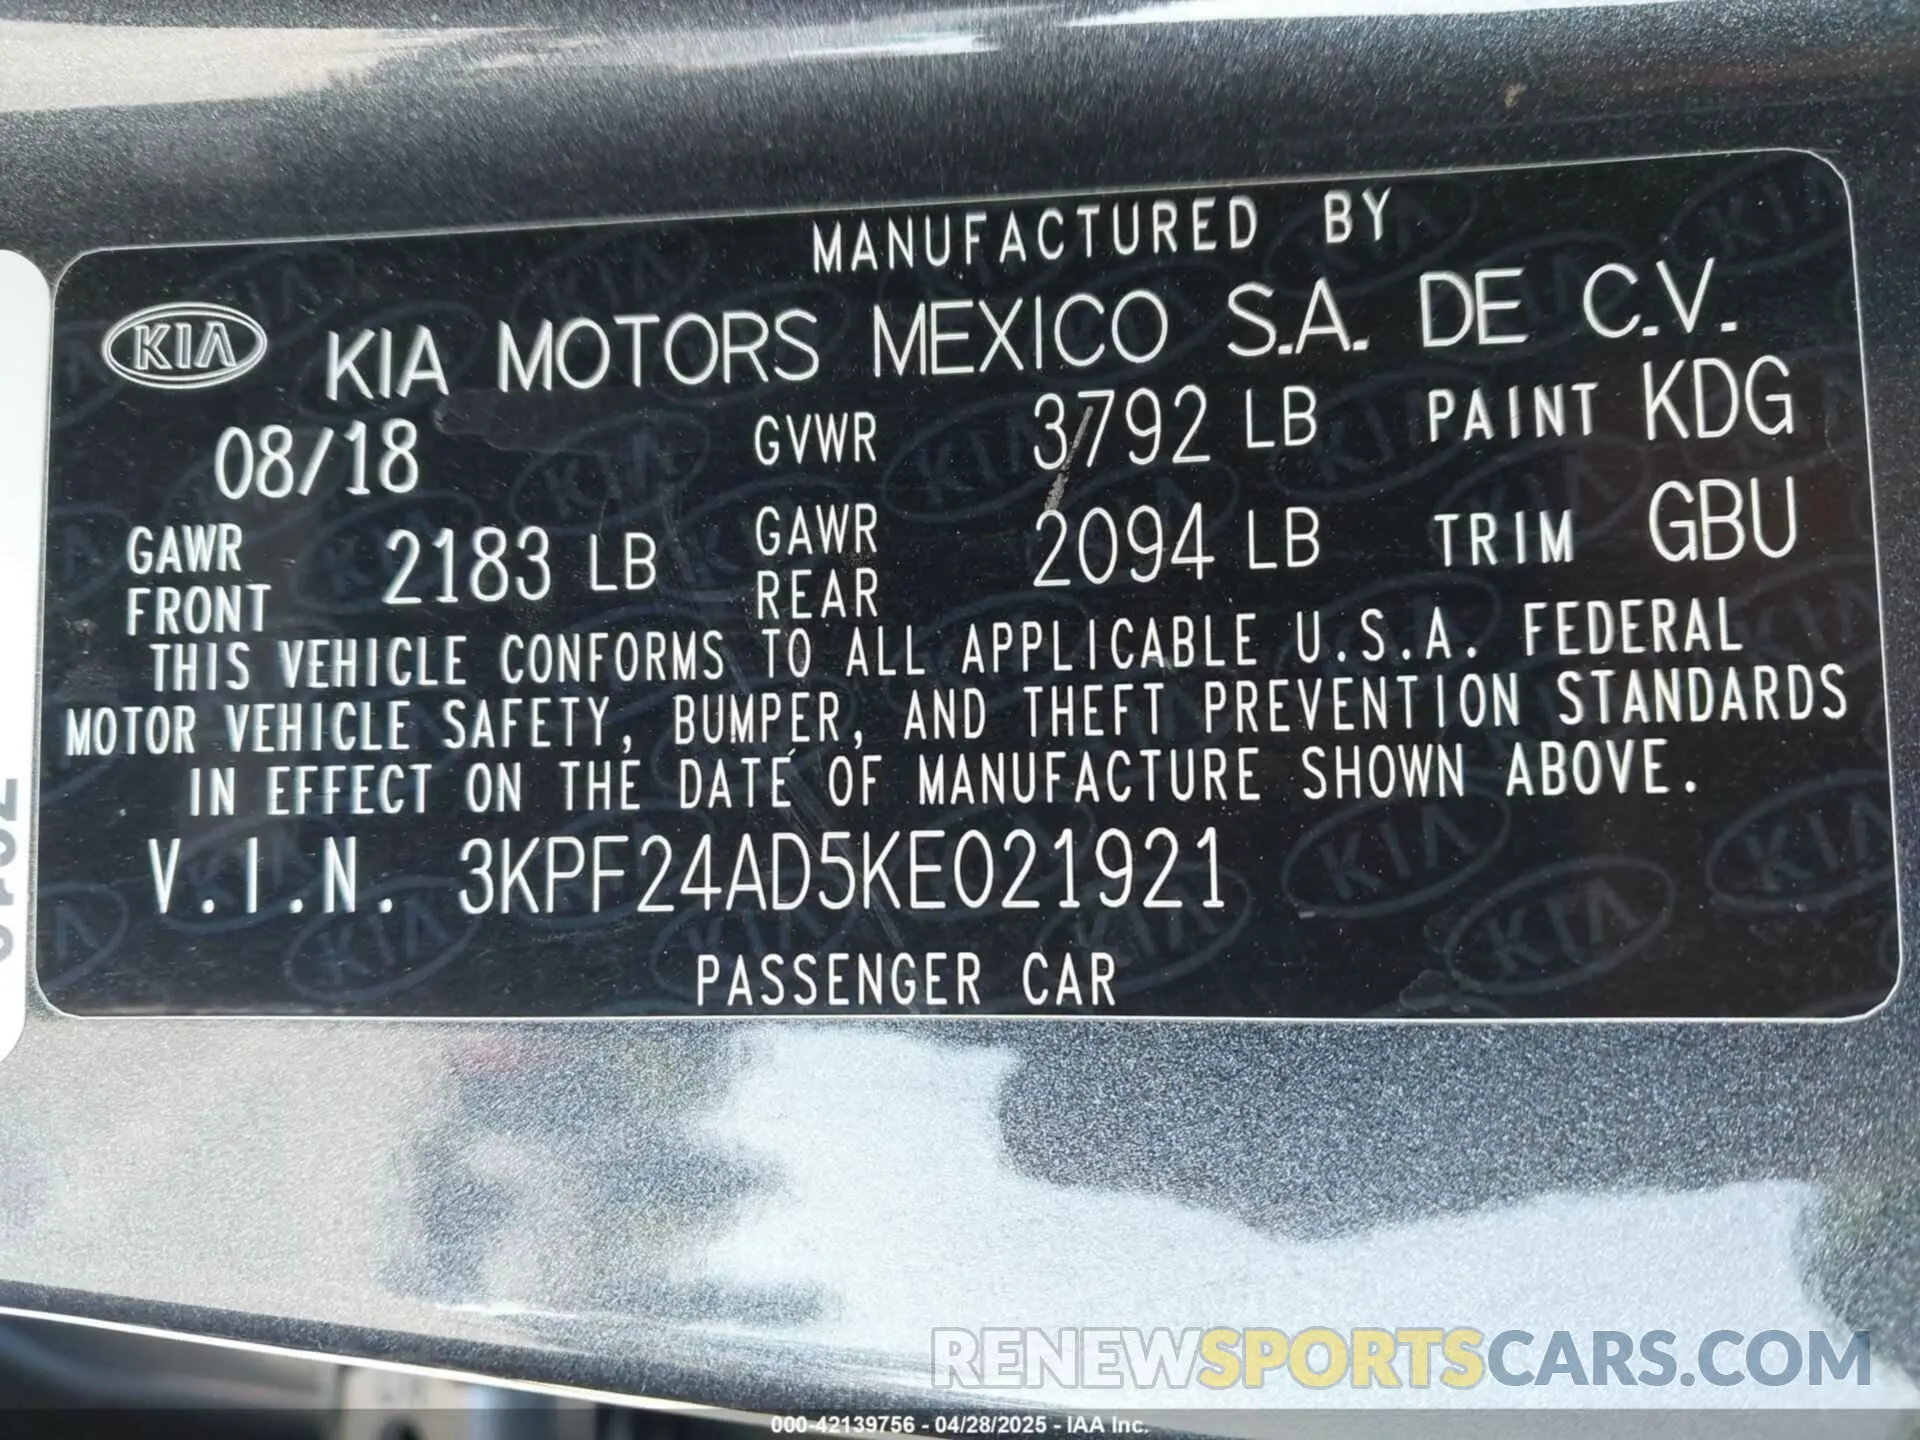 MANUFACTURED BY
KIA KIA MOTORS MEXICO S.A. DE C.V.
08/18 GVWR 3792 LB PAINT KDG
GAWR FRONT 2183 LB GAWR REAR 2094 LB TRIM GBU
THIS VEHICLE CONFORMS TO ALL APPLICABLE U.S.A. FEDERAL
MOTOR VEHICLE SAFETY, BUMPER, AND THEFT PREVENTION STANDARDS
IN EFFECT ON THE DATE OF MANUFACTURE SHOWN ABOVE.
V.I.N. 3KPF24AD5KE021921
PASSENGER CAR
RENEWSPORTSCARS.COM
000-42139756 - 04/28/2025 - IAA Inc.